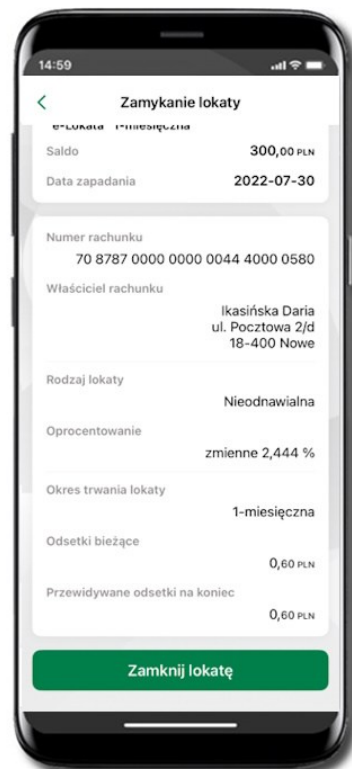 14:59
Zamykanie lokaty
e-Lokata 1-miesięczna
Saldo 300,00 PLN
Data zapadania 2022-07-30
Numer rachunku
70 8787 0000 0000 0044 4000 0580
Właściciel rachunku
Ikasińska Daria
ul. Pocztowa 2/d
18-400 Nowe
Rodzaj lokaty
Nieodnawialna
Oprocentowanie
zmienne 2,444 %
Okres trwania lokaty
1-miesięczna
Odsetki bieżące
0,60 PLN
Przewidywane odsetki na koniec
0,60 PLN
Zamknij lokatę